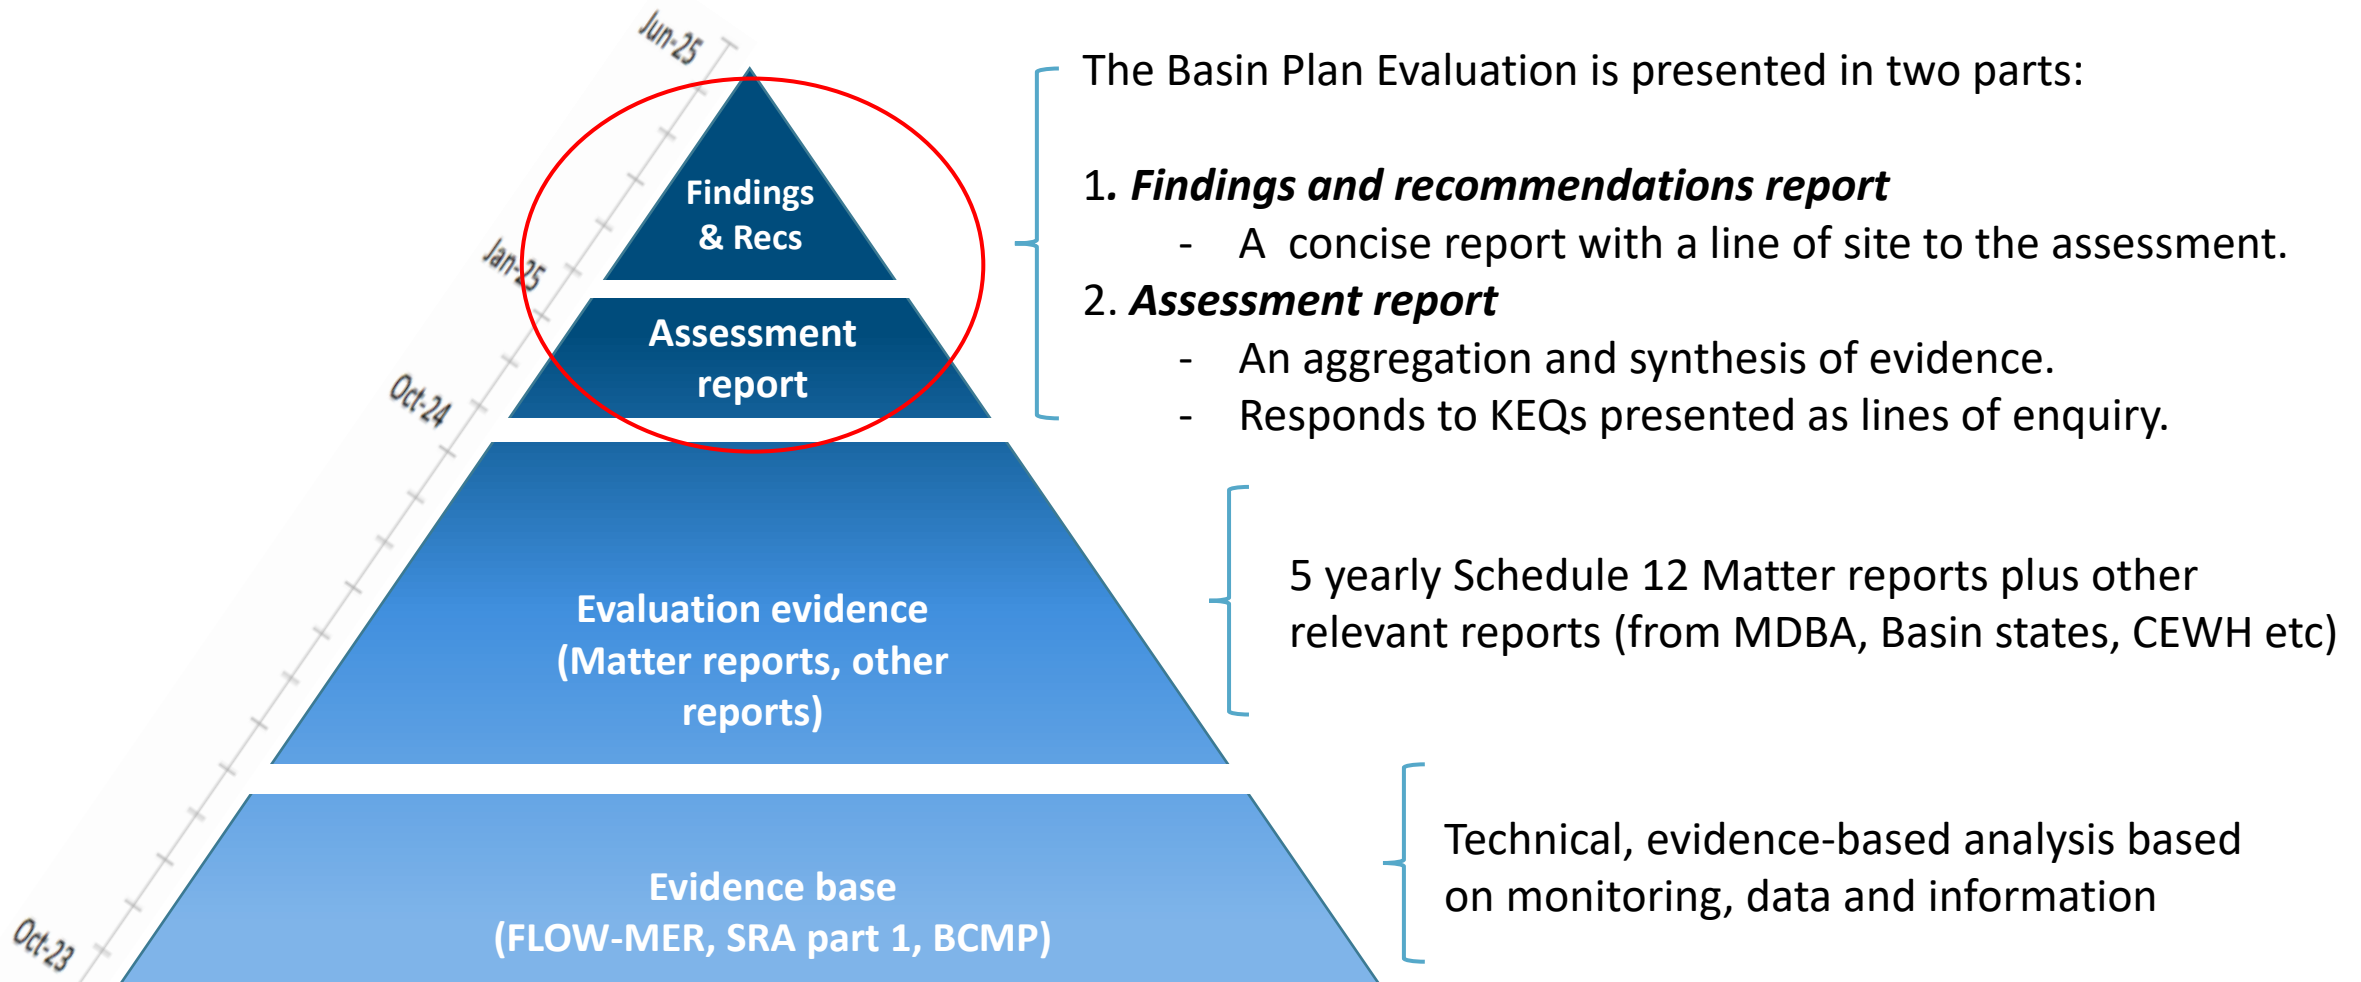 Jun-25
Jan-25
Oct-24
Oct-23
Findings
& Recs
Assessment
report
Evaluation evidence
(Matter reports, other
reports)
Evidence base
(FLOW-MER, SRA part 1, BCMP)
The Basin Plan Evaluation is presented in two parts:
1. Findings and recommendations report
- A concise report with a line of site to the assessment.
2. Assessment report
- An aggregation and synthesis of evidence.
- Responds to KEQs presented as lines of enquiry.
5 yearly Schedule 12 Matter reports plus other
relevant reports (from MDBA, Basin states, CEWH etc)
Technical, evidence-based analysis based
on monitoring, data and information